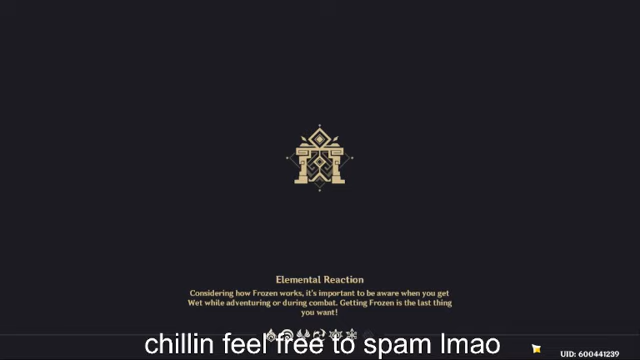 Elemental Reaction
Considering how Frozen works, it's important to be aware when you get
Wet while adventuring or during combat. Getting Frozen is the last thing
you want!
chillin feel free to spam lmao
UID: 600441239